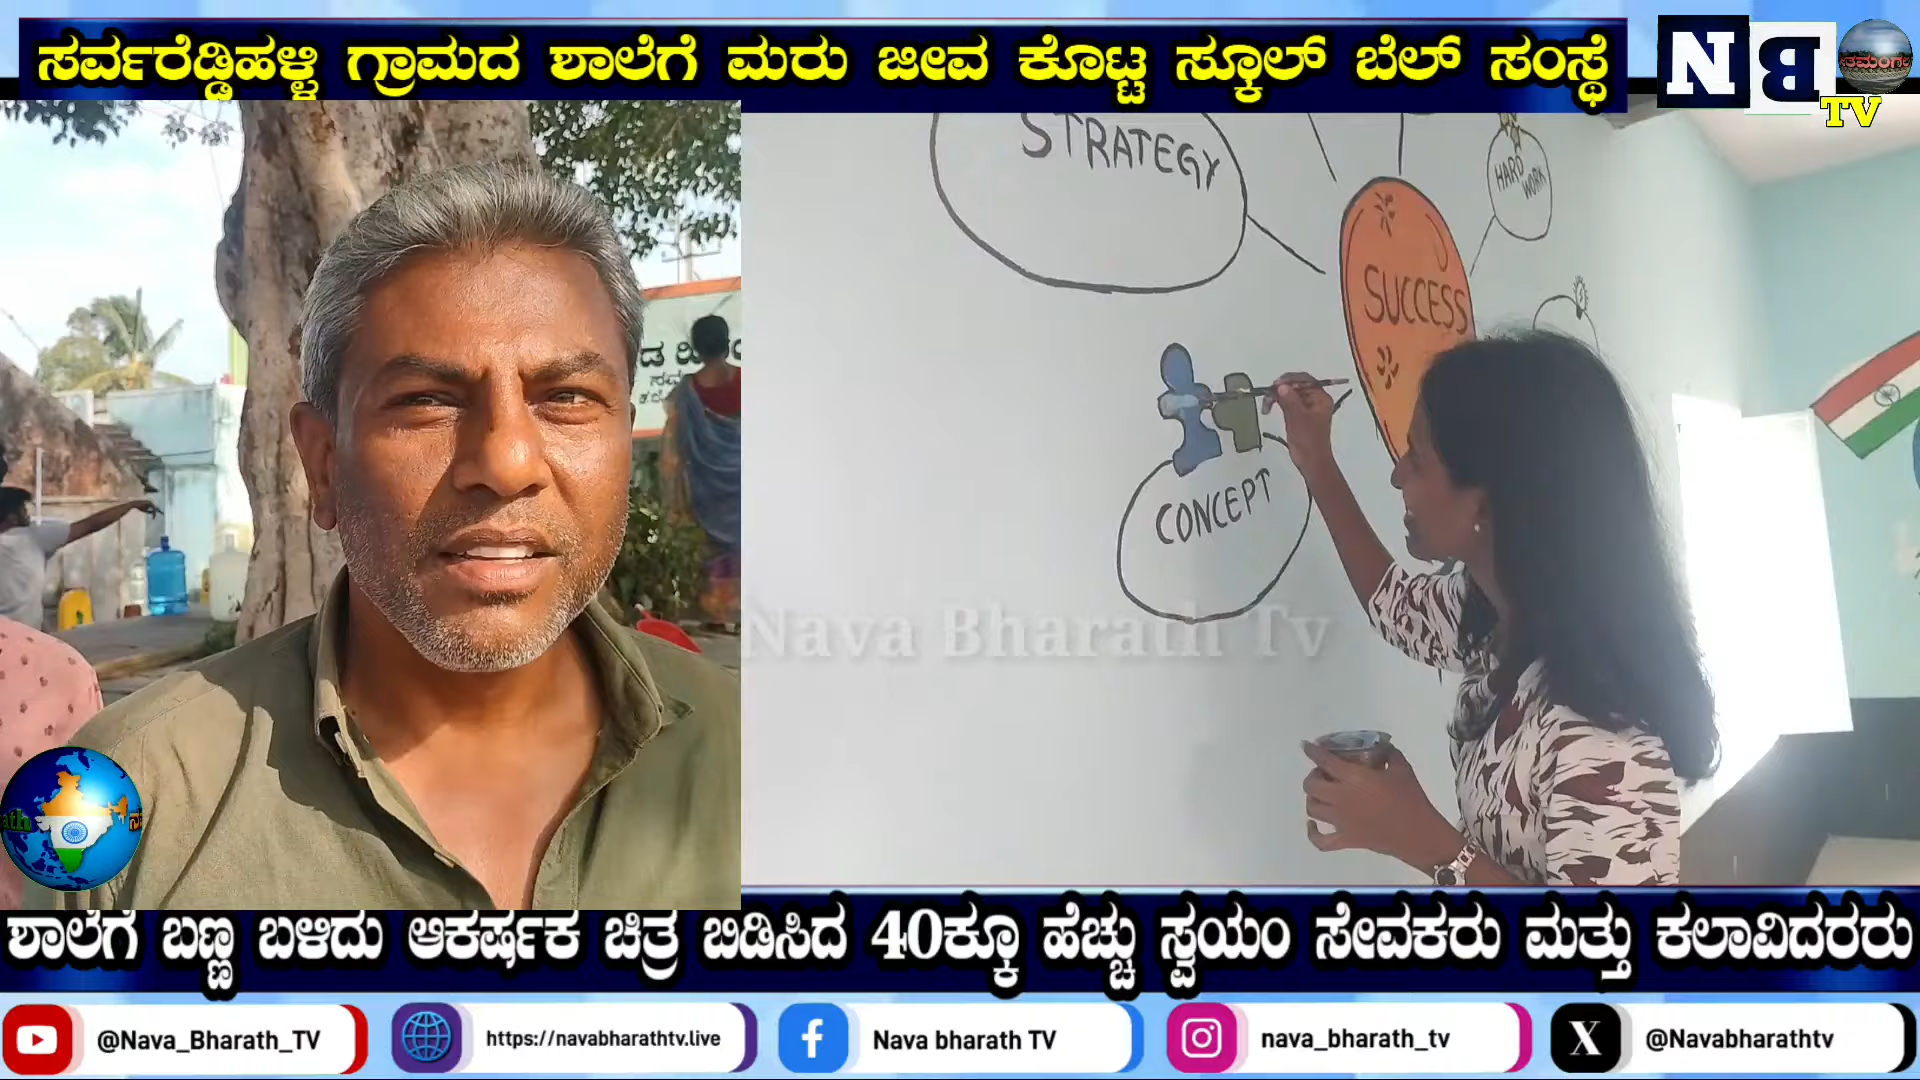 ಸರ್ವರೆಡ್ಡಿಹಳ್ಳಿ ಗ್ರಾಮದ ಶಾಲೆಗೆ ಮರು ಜೀವ ಕೊಟ್ಟ ಸ್ಕೂಲ್ ಬೆಲ್ ಸಂಸ್ಥೆ
NB
TV
STRATEGY
HARD
WORK
SUCCESS
CONCEPT
Nava Bharath Tv
ಶಾಲೆಗೆ ಬಣ್ಣ ಬಳಿದು ಆಕರ್ಷಕ ಚಿತ್ರ ಬಿಡಿಸಿದ 40ಕ್ಕೂ ಹೆಚ್ಚು ಸ್ವಯಂ ಸೇವಕರು ಮತ್ತು ಕಲಾವಿದರರು
@Nava_Bharath_TV
https://navabharathtv.live
Nava bharath TV
nava_bharath_tv
@Navabharathtv